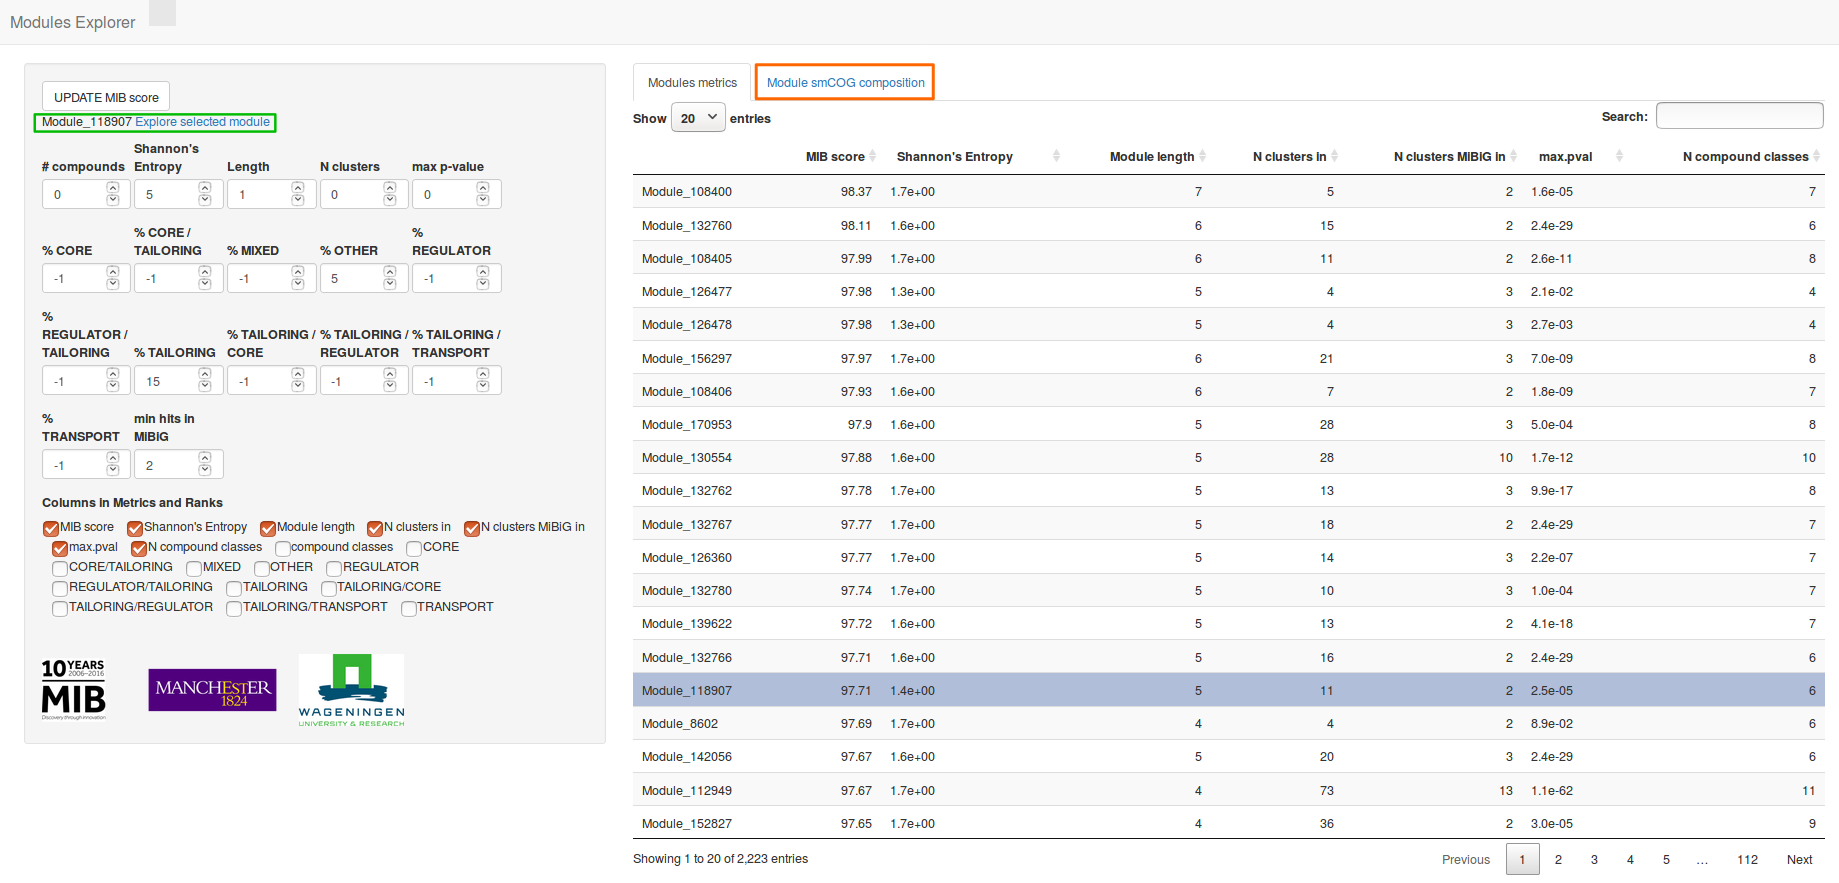 Modules Explorer
UPDATE MIB score
Module_118907 Explore selected module
# compounds Shannon's Entropy Length N clusters max p-value
0 5 1 0 0
% CORE % CORE / TAILORING % MIXED % OTHER % REGULATOR
-1 -1 -1 5 -1
% REGULATOR / TAILORING % TAILORING % TAILORING / CORE % TAILORING / REGULATOR % TAILORING / TRANSPORT
-1 15 -1 -1 -1
% TRANSPORT min hits in MiBIG
-1 2
Columns in Metrics and Ranks
MIB score Shannon's Entropy Module length N clusters in N clusters MiBiG in
max.pval N compound classes compound classes CORE
CORE/TAILORING MIXED OTHER REGULATOR
REGULATOR/TAILORING TAILORING TAILORING/CORE
TAILORING/REGULATOR TAILORING/TRANSPORT TRANSPORT
10 YEARS
2006-2016
MIB
Discovery through innovation
MANCHESTER
1824
WAGENINGEN
UNIVERSITY & RESEARCH
Modules metrics Module smCOG composition
Show 20 entries Search:
MIB score Shannon's Entropy Module length N clusters in N clusters MIBIG in max.pval N compound classes
Module_108400 98.37 1.7e+00 7 5 2 1.6e-05 7
Module_132760 98.11 1.6e+00 6 15 2 2.4e-29 6
Module_108405 97.99 1.7e+00 6 11 2 2.6e-11 8
Module_126477 97.98 1.3e+00 5 4 3 2.1e-02 4
Module_126478 97.98 1.3e+00 5 4 3 2.7e-03 4
Module_156297 97.97 1.7e+00 6 21 3 7.0e-09 8
Module_108406 97.93 1.6e+00 6 7 2 1.8e-09 7
Module_170953 97.9 1.6e+00 5 28 3 5.0e-04 8
Module_130554 97.88 1.6e+00 5 28 10 1.7e-12 10
Module_132762 97.78 1.7e+00 5 13 3 9.9e-17 8
Module_132767 97.77 1.7e+00 5 18 2 2.4e-29 7
Module_126360 97.77 1.7e+00 5 14 3 2.2e-07 7
Module_132780 97.74 1.7e+00 5 10 3 1.0e-04 7
Module_139622 97.72 1.6e+00 5 13 2 4.1e-18 7
Module_132766 97.71 1.6e+00 5 16 2 2.4e-29 6
Module_118907 97.71 1.4e+00 5 11 2 2.5e-05 6
Module_8602 97.69 1.7e+00 4 4 2 8.9e-02 6
Module_142056 97.67 1.6e+00 5 20 3 2.4e-29 6
Module_112949 97.67 1.7e+00 4 73 13 1.1e-62 11
Module_152827 97.65 1.7e+00 4 36 2 3.0e-05 9
Showing 1 to 20 of 2,223 entries Previous 1 2 3 4 5 … 112 Next